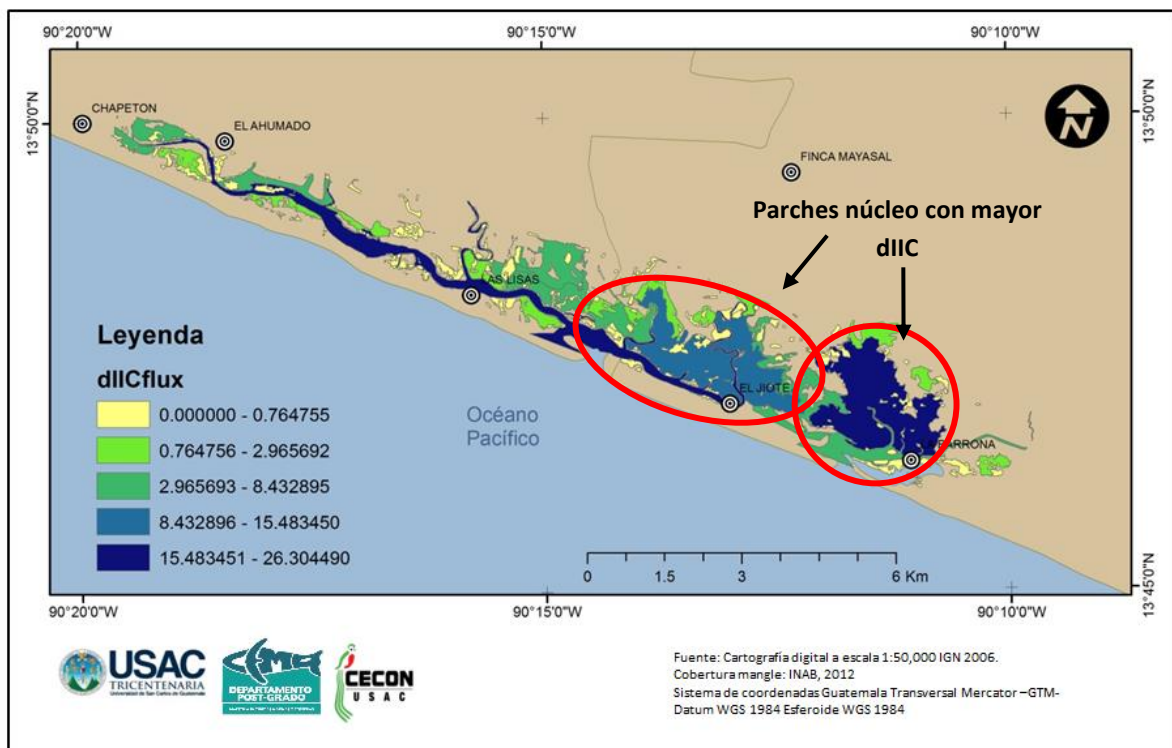 90°20'0"W 90°15'0"W 90°10'0"W
13°50'0"N
13°50'0"N
CHAPETON
EL AHUMADO
N
FINCA MAYASAL
Parches núcleo con mayor
dIIC
LAS LISAS
EL JIOTE
Leyenda
dIICflux
0.000000 - 0.764755
0.764756 - 2.965692
2.965693 - 8.432895
8.432896 - 15.483450
15.483451 - 26.304490
Océano
Pacífico
0 1.5 3 6 Km
13°45'0"N
90°20'0"W 90°15'0"W 90°10'0"W
USAC
TRICENTENARIA
Universidad de San Carlos de Guatemala
CEMA
DEPARTAMENTO
POST-GRADO
CECON
USAC
Fuente: Cartografía digital a escala 1:50,000 IGN 2006.
Cobertura mangle: INAB, 2012
Sistema de coordenadas Guatemala Transversal Mercator –GTM-
Datum WGS 1984 Esferoide WGS 1984